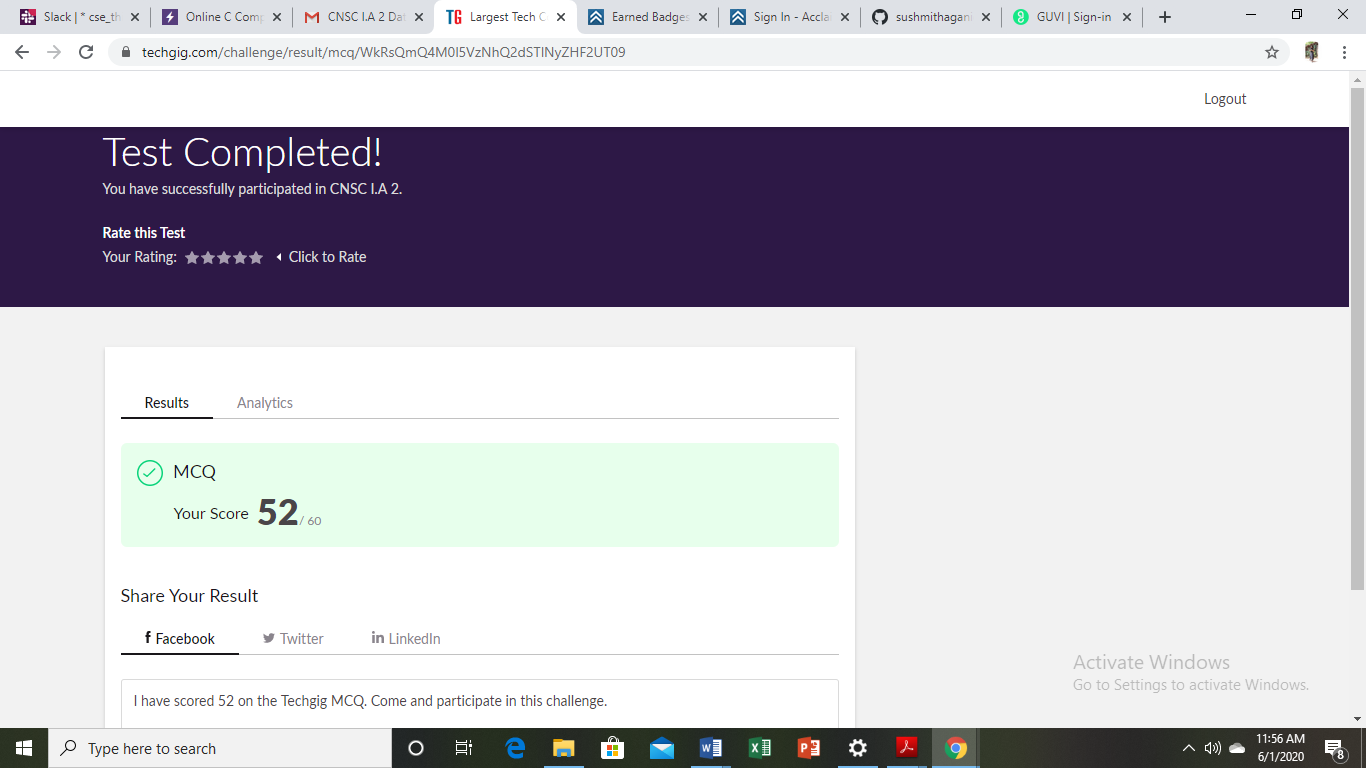 Slack | * cse_th
Online C Comp
CNSC I.A 2 Dat
TG Largest Tech C
Earned Badges
Sign In - Acclai
sushmithagan
GUVI | Sign-in
techgig.com/challenge/result/mcq/WkRsQmQ4M0I5VzNhQ2dSTlNyZHF2UT09
Logout
Test Completed!
You have successfully participated in CNSC I.A 2.
Rate this Test
Your Rating: Click to Rate
Results Analytics
MCQ
Your Score 52 / 60
Share Your Result
Facebook Twitter LinkedIn
I have scored 52 on the Techgig MCQ. Come and participate in this challenge.
Activate Windows
Go to Settings to activate Windows.
Type here to search
11:56 AM
6/1/2020
8